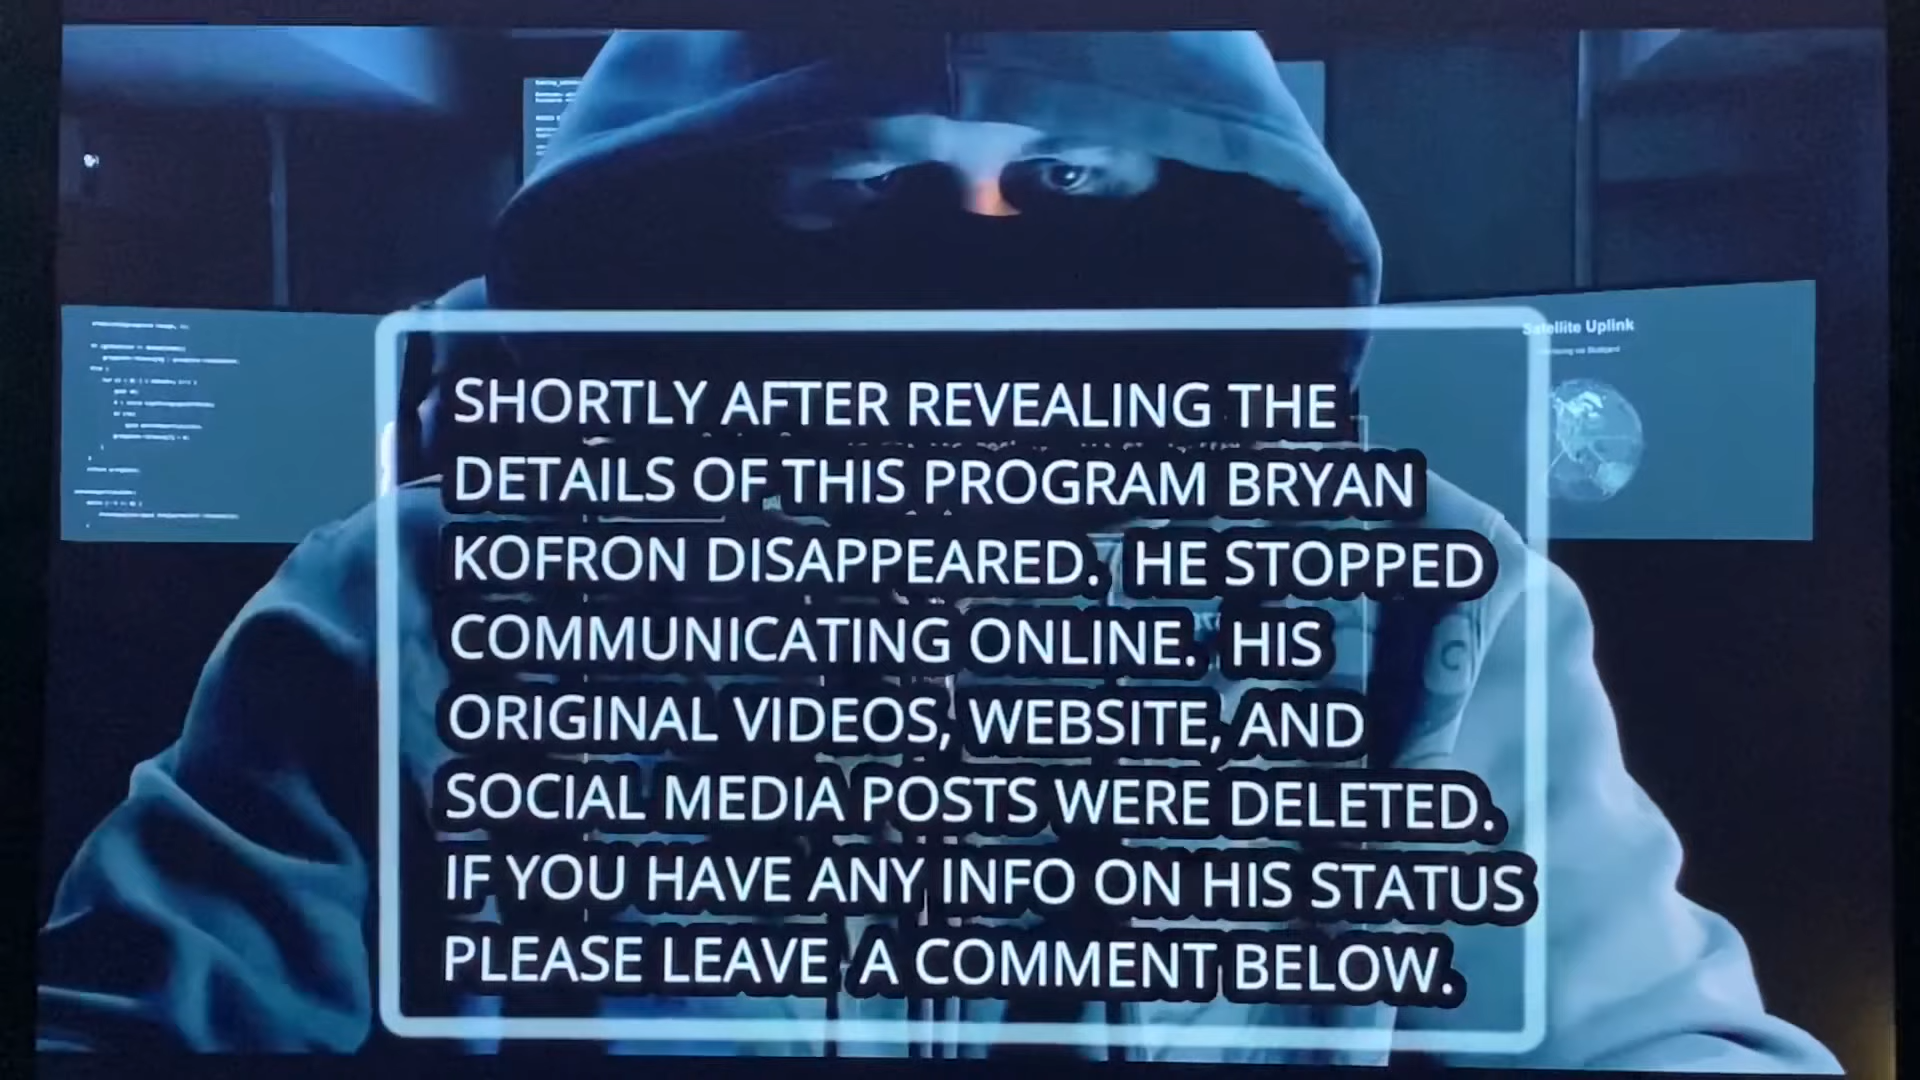 Satellite Uplink
SHORTLY AFTER REVEALING THE
DETAILS OF THIS PROGRAM BRYAN
KOFRON DISAPPEARED. HE STOPPED
COMMUNICATING ONLINE. HIS
ORIGINAL VIDEOS, WEBSITE, AND
SOCIAL MEDIA POSTS WERE DELETED.
IF YOU HAVE ANY INFO ON HIS STATUS
PLEASE LEAVE A COMMENT BELOW.